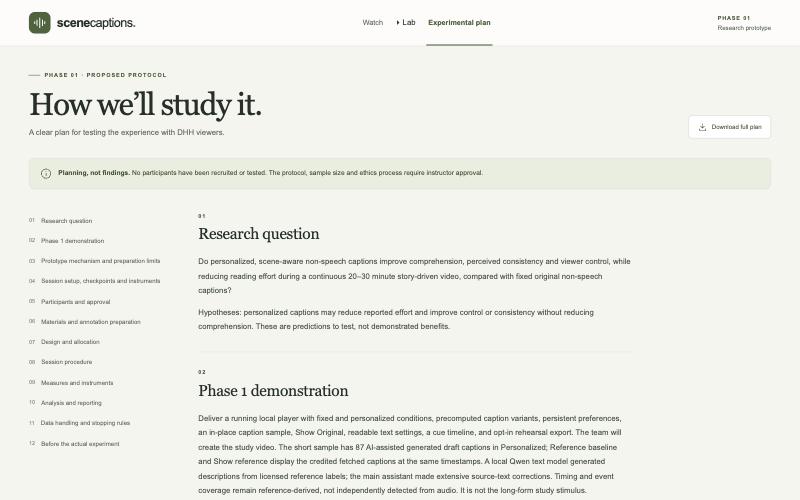 scenecaptions.
Watch
Lab
Experimental plan
PHASE 01
Research prototype
PHASE 01 · PROPOSED PROTOCOL
How we'll study it.
A clear plan for testing the experience with DHH viewers.
Download full plan
Planning, not findings. No participants have been recruited or tested. The protocol, sample size and ethics process require instructor approval.
01 Research question
02 Phase 1 demonstration
03 Prototype mechanism and preparation limits
04 Session setup, checkpoints and instruments
05 Participants and approval
06 Materials and annotation preparation
07 Design and allocation
08 Session procedure
09 Measures and instruments
10 Analysis and reporting
11 Data handling and stopping rules
12 Before the actual experiment
01
Research question
Do personalized, scene-aware non-speech captions improve comprehension, perceived consistency and viewer control, while
reducing reading effort during a continuous 20–30 minute story-driven video, compared with fixed original non-speech
captions?
Hypotheses: personalized captions may reduce reported effort and improve control or consistency without reducing
comprehension. These are predictions to test, not demonstrated benefits.
02
Phase 1 demonstration
Deliver a running local player with fixed and personalized conditions, precomputed caption variants, persistent preferences,
an in-place caption sample, Show Original, readable text settings, a cue timeline, and opt-in rehearsal export. The team will
create the study video. The short sample has 87 AI-assisted generated draft captions in Personalized; Reference baseline
and Show reference display the credited fetched captions at the same timestamps. A local Qwen text model generated
descriptions from licensed reference labels; the main assistant made extensive source-text corrections. Timing and event
coverage remain reference-derived, not independently detected from audio. It is not the long-form study stimulus.